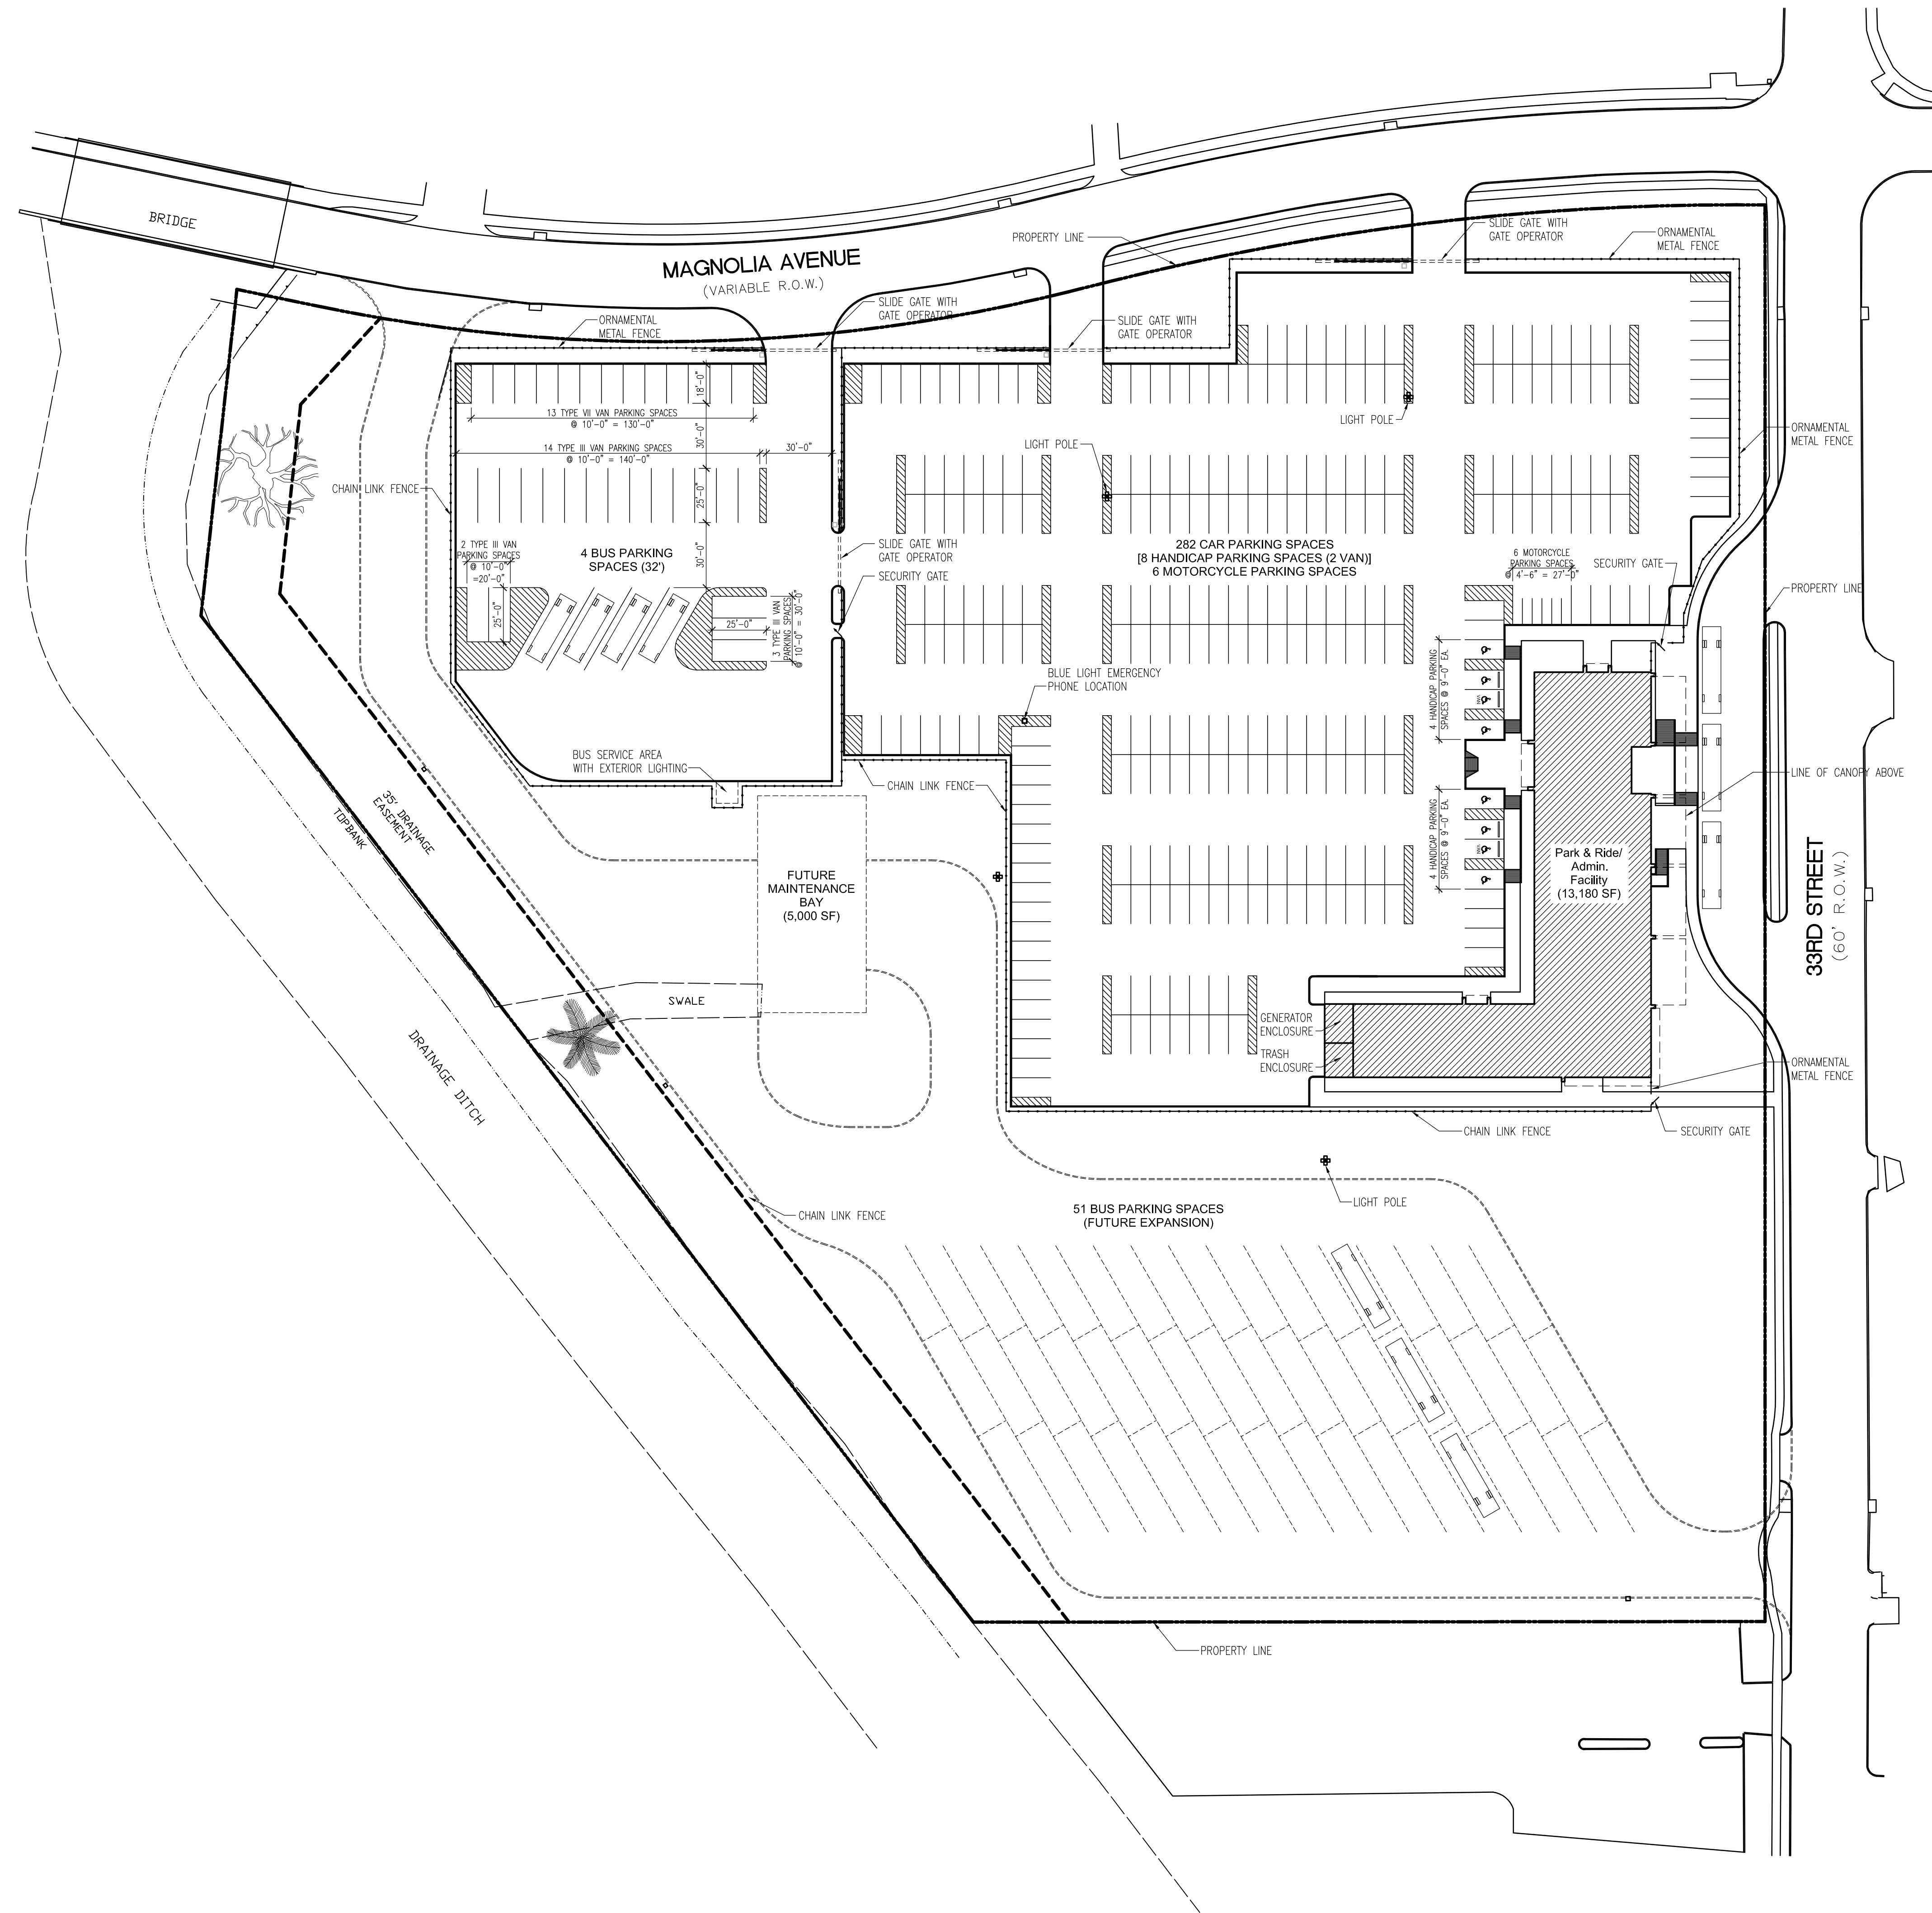 BRIDGE
MAGNOLIA AVENUE
(VARIABLE R.O.W.)
PROPERTY LINE
SLIDE GATE WITH
GATE OPERATOR
ORNAMENTAL
METAL FENCE
ORNAMENTAL
METAL FENCE
SLIDE GATE WITH
GATE OPERATOR
SLIDE GATE WITH
GATE OPERATOR
18'-0"
13 TYPE VII VAN PARKING SPACES
@ 10'-0" = 130'-0"
30'-0"
14 TYPE III VAN PARKING SPACES
@ 10'-0" = 140'-0"
30'-0"
LIGHT POLE
LIGHT POLE
ORNAMENTAL
METAL FENCE
CHAIN LINK FENCE
25'-0"
2 TYPE III VAN
PARKING SPACES
@ 10'-0"
=20'-0"
25'-0"
4 BUS PARKING
SPACES (32')
30'-0"
SLIDE GATE WITH
GATE OPERATOR
SECURITY GATE
25'-0"
3 TYPE III VAN
PARKING SPACES
@ 10'-0" = 30'-0"
282 CAR PARKING SPACES
[8 HANDICAP PARKING SPACES (2 VAN)]
6 MOTORCYCLE PARKING SPACES
6 MOTORCYCLE
PARKING SPACES
@ 4'-6" = 27'-0"
SECURITY GATE
PROPERTY LINE
4 HANDICAP PARKING
SPACES @ 9'-0" EA.
VAN
BLUE LIGHT EMERGENCY
PHONE LOCATION
BUS SERVICE AREA
WITH EXTERIOR LIGHTING
CHAIN LINK FENCE
LINE OF CANOPY ABOVE
4 HANDICAP PARKING
SPACES @ 9'-0" EA.
VAN
35' DRAINAGE
EASEMENT
TOPBANK
FUTURE
MAINTENANCE
BAY
(5,000 SF)
Park & Ride/
Admin.
Facility
(13,180 SF)
33RD STREET
(60' R.O.W.)
SWALE
DRAINAGE DITCH
GENERATOR
ENCLOSURE
TRASH
ENCLOSURE
ORNAMENTAL
METAL FENCE
CHAIN LINK FENCE
SECURITY GATE
LIGHT POLE
CHAIN LINK FENCE
51 BUS PARKING SPACES
(FUTURE EXPANSION)
PROPERTY LINE